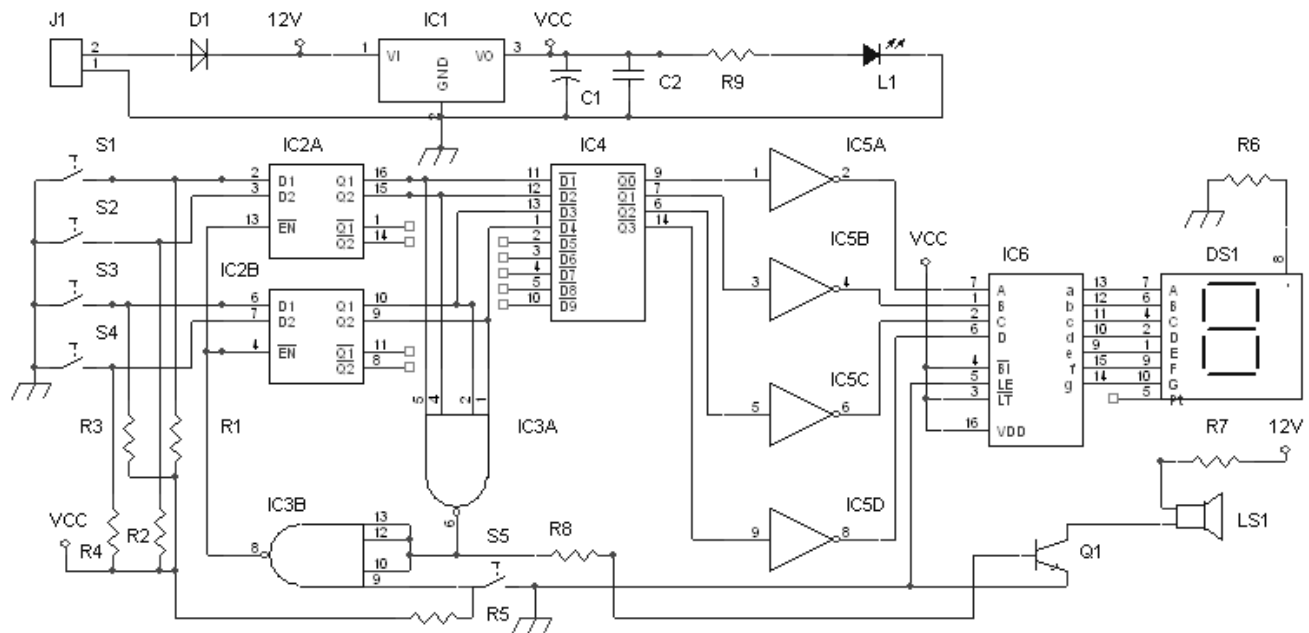 J1 D1 12V IC1 VCC
2 1 VI VO 3
1 GND R9 L1
2 C1 C2
S1 IC2A IC4 IC5A R6
2 D1 Q1 16 11 D1 Q0 9 1 2
3 D2 Q2 15 12 D2 Q1 7
S2 13 D3 Q2 6
13 EN Q1 1 1 D4 Q3 14
Q2 14 2 D5
S3 IC2B 3 D6 IC5B VCC IC6 DS1 8
6 D1 Q1 10 4 D7 3 4 7 A a 13 7 A
7 D2 Q2 9 5 D8 1 B b 12 6 B
S4 10 D9 2 C c 11 4 C
4 EN Q1 11 6 D d 10 2 D
Q2 8 e 9 1 E
4 BI f 15 9 F
5 LE g 14 10 G
3 LT 5 Pt
16 VDD
5 4 2 1 IC5C
R3 R1 IC3A 5 6 R7 12V
6
IC3B 13 S5 R8 IC5D LS1
VCC 12
R4 R2 8 10 9 8 Q1
9 R5